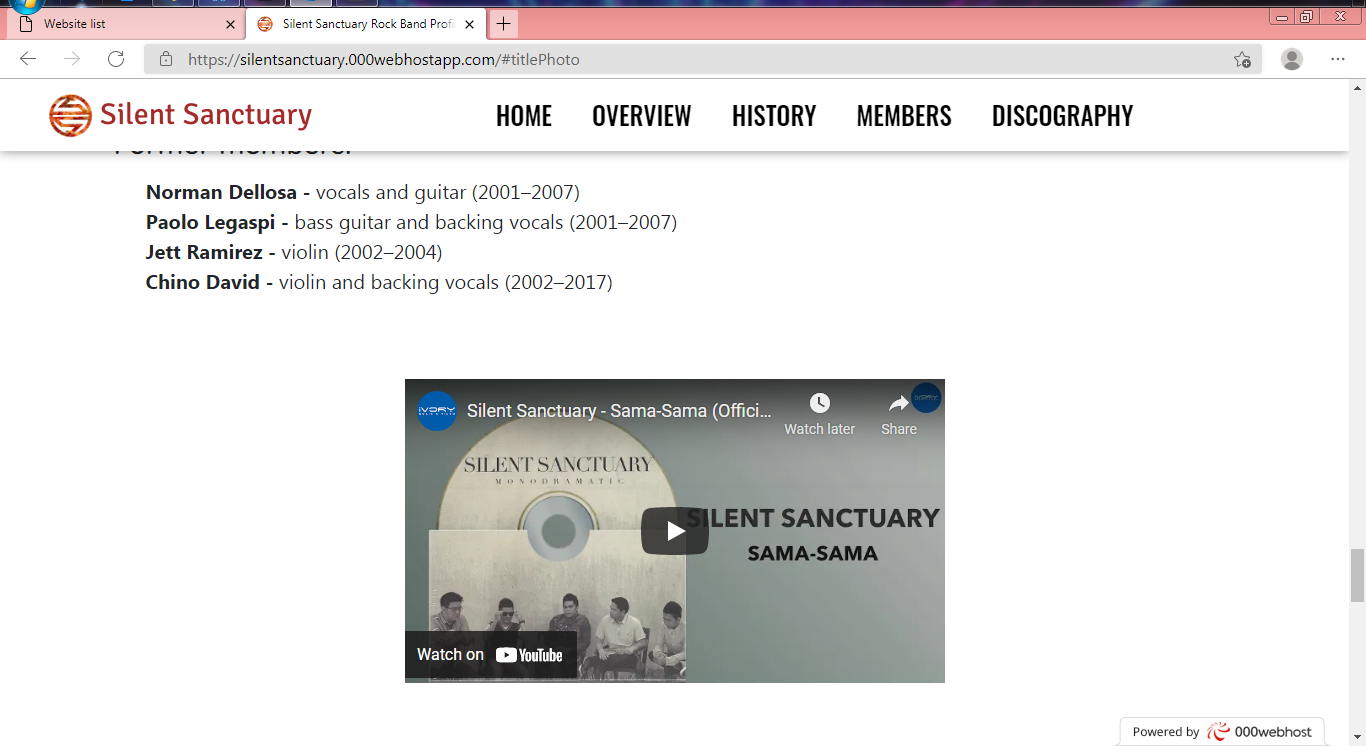 Website list
Silent Sanctuary Rock Band Profi
https://silentsanctuary.000webhostapp.com/#titlePhoto
Silent Sanctuary
HOME OVERVIEW HISTORY MEMBERS DISCOGRAPHY
Former members:
Norman Dellosa - vocals and guitar (2001–2007)
Paolo Legaspi - bass guitar and backing vocals (2001–2007)
Jett Ramirez - violin (2002–2004)
Chino David - violin and backing vocals (2002–2017)
IVORY
Silent Sanctuary - Sama-Sama (Offici...
Watch later
Share
SILENT SANCTUARY
MONODRAMATIC
SILENT SANCTUARY
SAMA-SAMA
Watch on YouTube
Powered by 000webhost